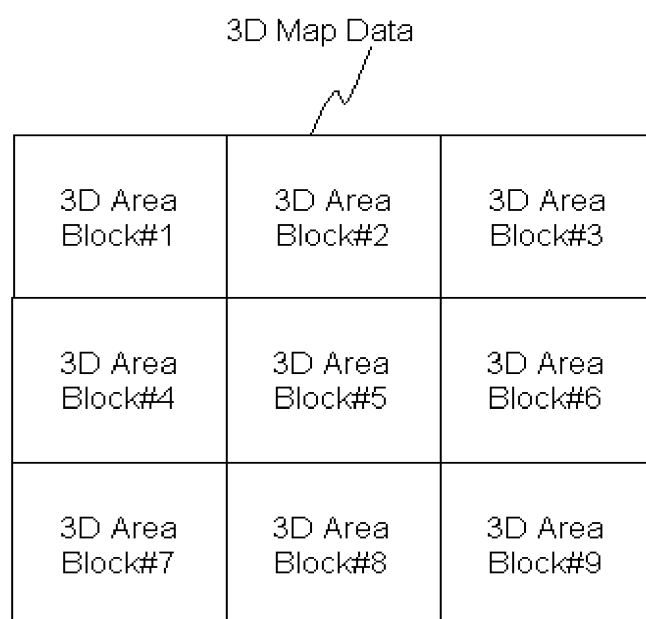 3D Map Data
3D Area
Block#1
3D Area
Block#2
3D Area
Block#3
3D Area
Block#4
3D Area
Block#5
3D Area
Block#6
3D Area
Block#7
3D Area
Block#8
3D Area
Block#9